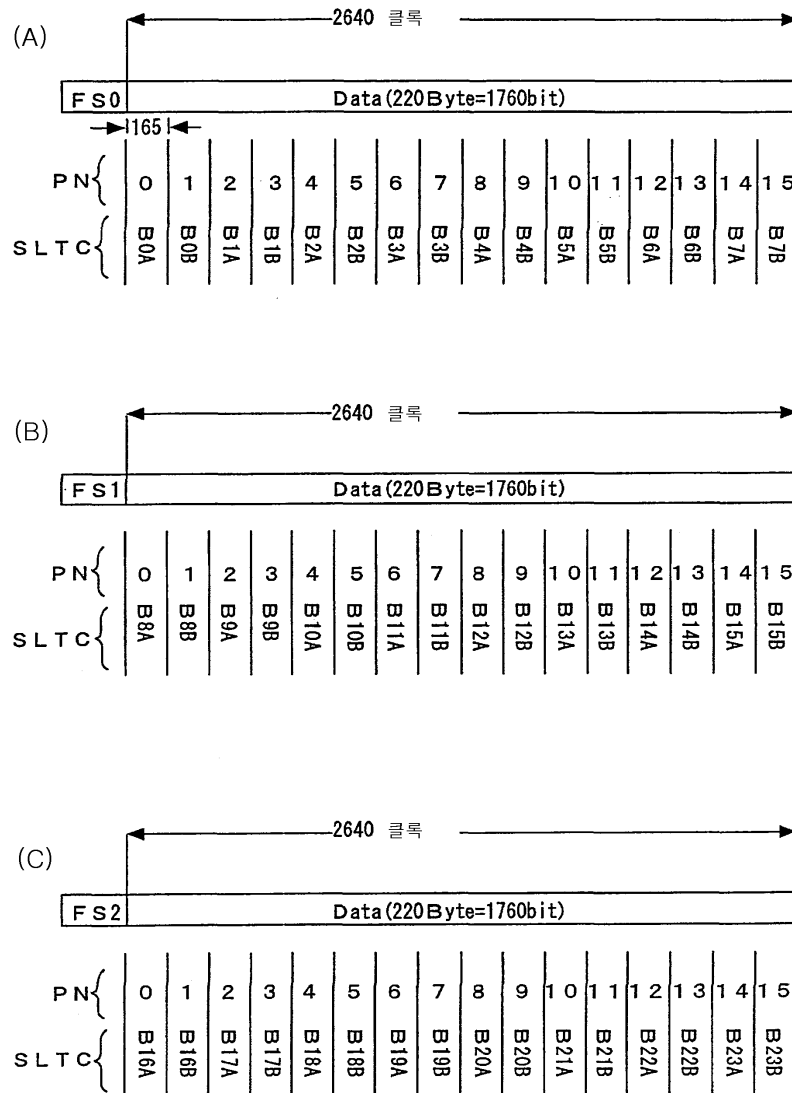 (A)
2640 클록
FS0 Data(220Byte=1760bit)
165
PN 0 1 2 3 4 5 6 7 8 9 10 11 12 13 14 15
SLTC B0A B0B B1A B1B B2A B2B B3A B3B B4A B4B B5A B5B B6A B6B B7A B7B
(B)
2640 클록
FS1 Data(220Byte=1760bit)
PN 0 1 2 3 4 5 6 7 8 9 10 11 12 13 14 15
SLTC B8A B8B B9A B9B B10A B10B B11A B11B B12A B12B B13A B13B B14A B14B B15A B15B
(C)
2640 클록
FS2 Data(220Byte=1760bit)
PN 0 1 2 3 4 5 6 7 8 9 10 11 12 13 14 15
SLTC B16A B16B B17A B17B B18A B18B B19A B19B B20A B20B B21A B21B B22A B22B B23A B23B